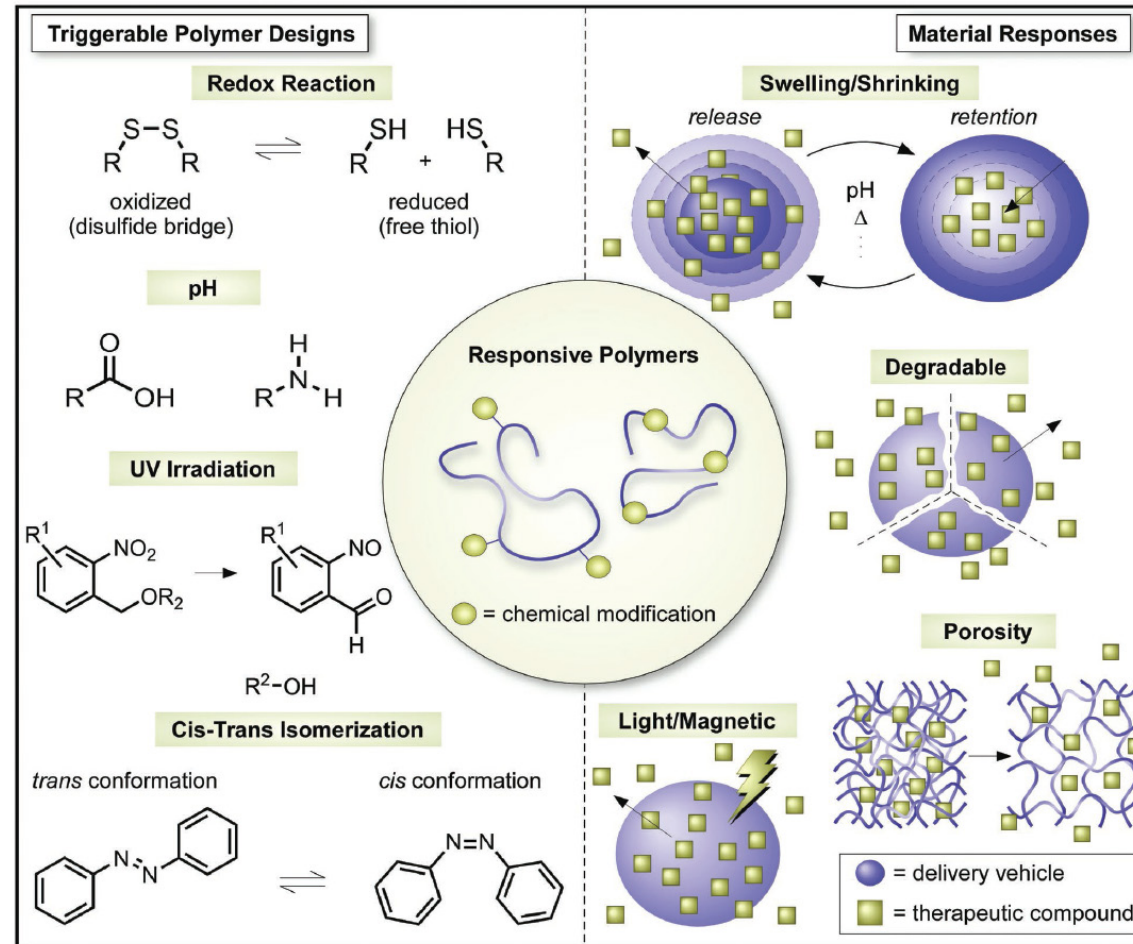 Triggerable Polymer Designs
Redox Reaction
S–S
R R
SH HS
R + R
oxidized
(disulfide bridge)
reduced
(free thiol)
pH
O
R OH
H
N
R H
UV Irradiation
R¹
NO₂
OR₂
R¹
NO
O
H
R²–OH
Cis-Trans Isomerization
trans conformation
cis conformation
N=N
N=N
Responsive Polymers
= chemical modification
Material Responses
Swelling/Shrinking
release
retention
pH
Δ
Degradable
Porosity
Light/Magnetic
= delivery vehicle
= therapeutic compound